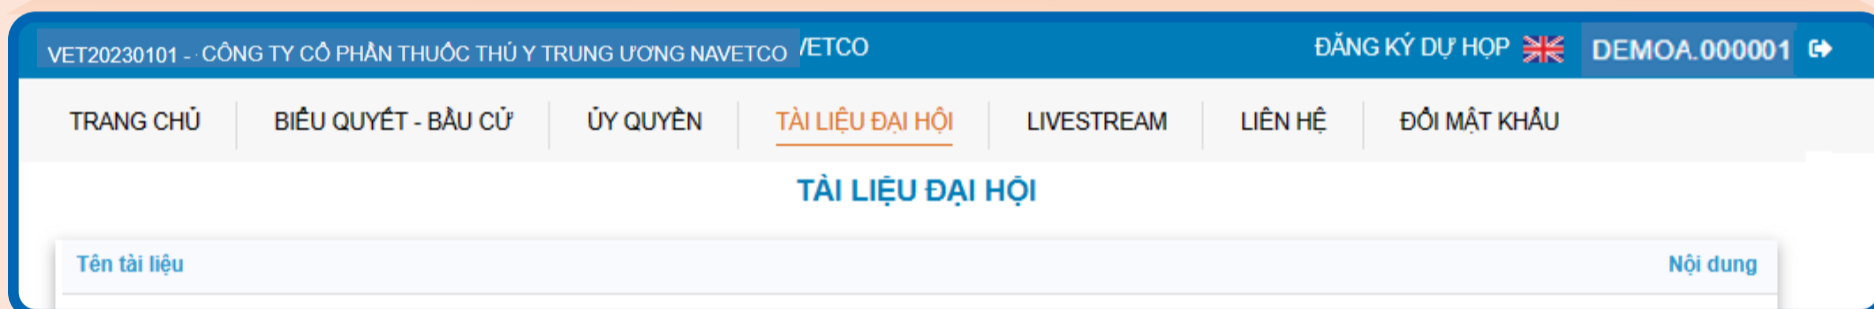 VET20230101 - CÔNG TY CỔ PHẦN THUỐC THÚ Y TRUNG ƯƠNG NAVETCO VETCO ĐĂNG KÝ DỰ HỌP DEMOA.000001
TRANG CHỦ BIỂU QUYẾT - BẦU CỬ ỦY QUYỀN TÀI LIỆU ĐẠI HỘI LIVESTREAM LIÊN HỆ ĐỔI MẬT KHẨU
TÀI LIỆU ĐẠI HỘI
Tên tài liệu Nội dung